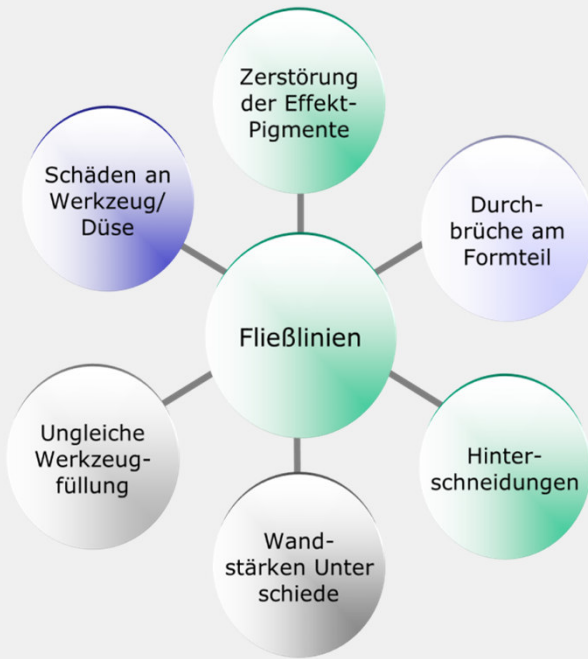 Zerstörung
der Effekt-
Pigmente
Schäden an
Werkzeug/
Düse
Durch-
brüche am
Formteil
Fließlinien
Ungleiche
Werkzeug-
füllung
Hinter-
schneidungen
Wand-
stärken Unter
schiede